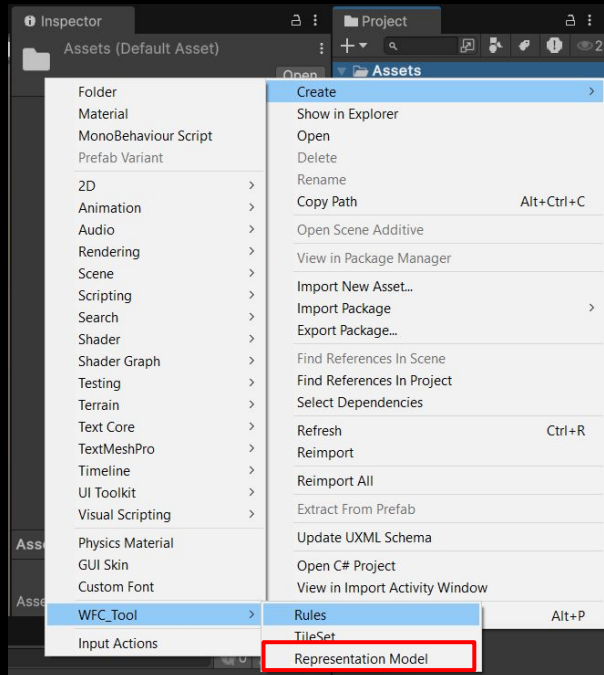 Inspector
Assets (Default Asset)
Open
Project
2
Assets
Folder
Material
MonoBehaviour Script
Prefab Variant
2D
Animation
Audio
Rendering
Scene
Scripting
Search
Shader
Shader Graph
Testing
Terrain
Text Core
TextMeshPro
Timeline
UI Toolkit
Visual Scripting
Physics Material
GUI Skin
Custom Font
WFC_Tool
Input Actions
Create
Show in Explorer
Open
Delete
Rename
Copy Path Alt+Ctrl+C
Open Scene Additive
View in Package Manager
Import New Asset...
Import Package
Export Package...
Find References In Scene
Find References In Project
Select Dependencies
Refresh Ctrl+R
Reimport
Reimport All
Extract From Prefab
Update UXML Schema
Open C# Project
View in Import Activity Window
Alt+P
Rules
TileSet
Representation Model
Asse
Asse
0